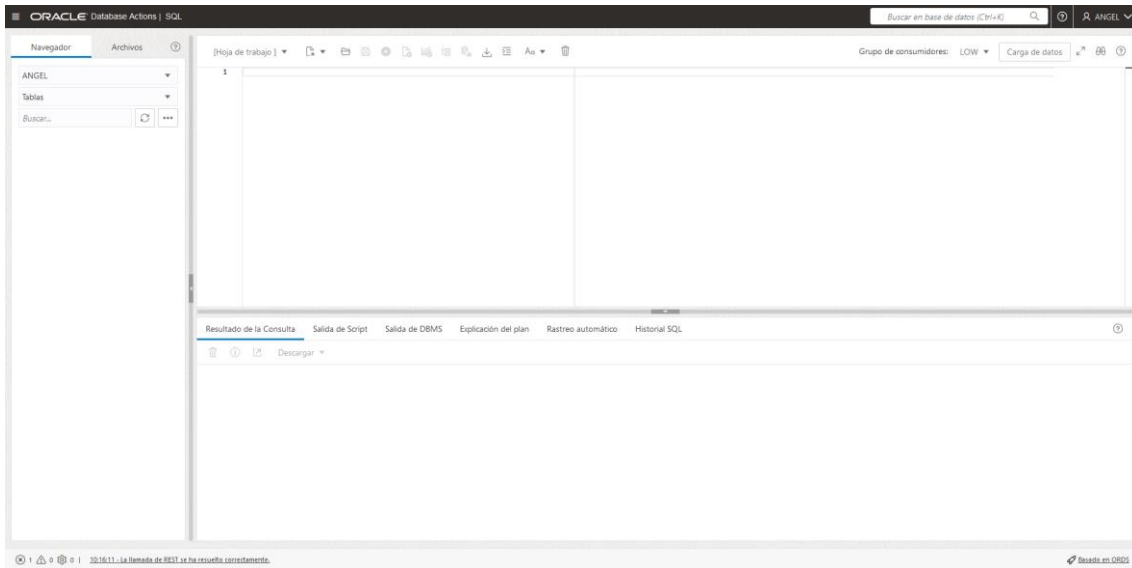 ORACLE Database Actions | SQL
Buscar en base de datos (Ctrl+K)
ANGEL
Navegador
Archivos
[Hoja de trabajo]
Aa
Grupo de consumidores: LOW
Carga de datos
ANGEL
Tablas
Buscar...
1
Resultado de la Consulta
Salida de Script
Salida de DBMS
Explicación del plan
Rastreo automático
Historial SQL
Descargar
1 0 0 | 10:16:11 - La llamada de REST se ha resuelto correctamente.
Basado en ORDS